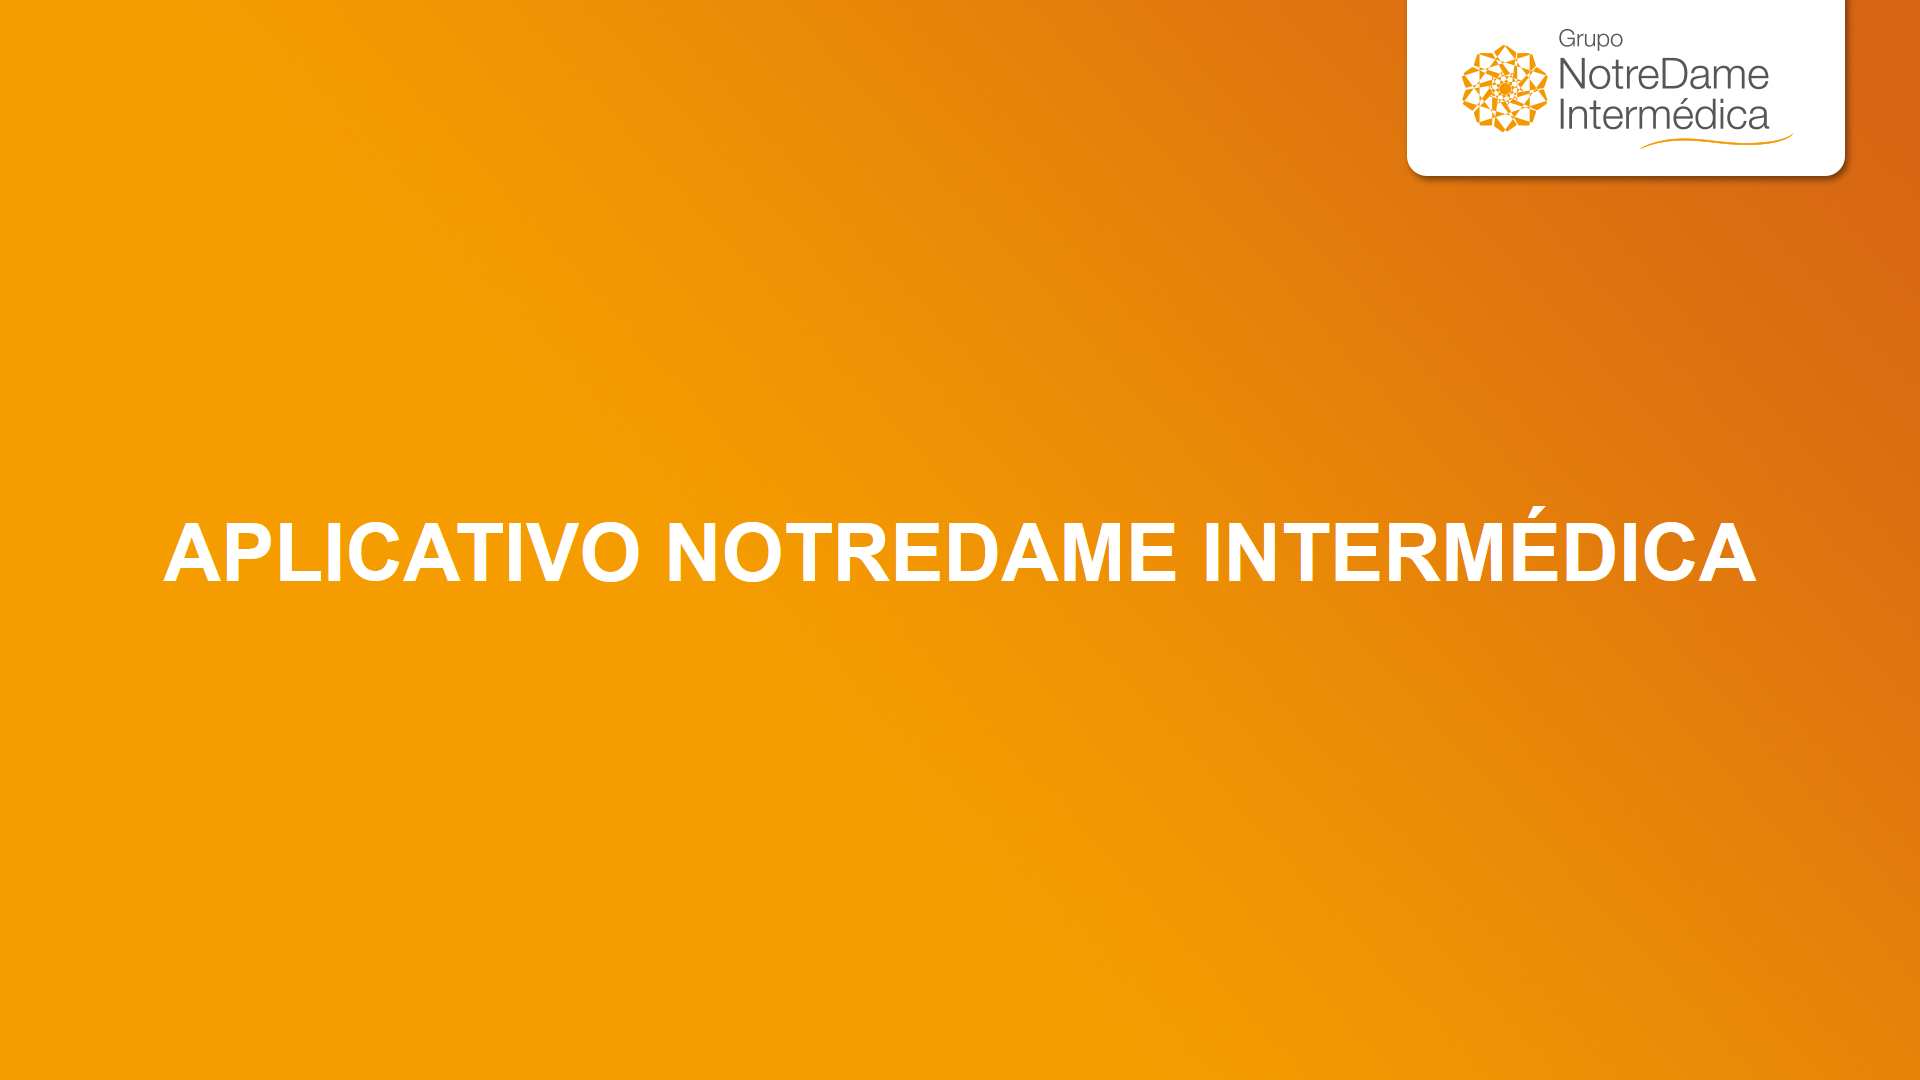 Grupo
NotreDame
Intermédica
APLICATIVO NOTREDAME INTERMÉDICA